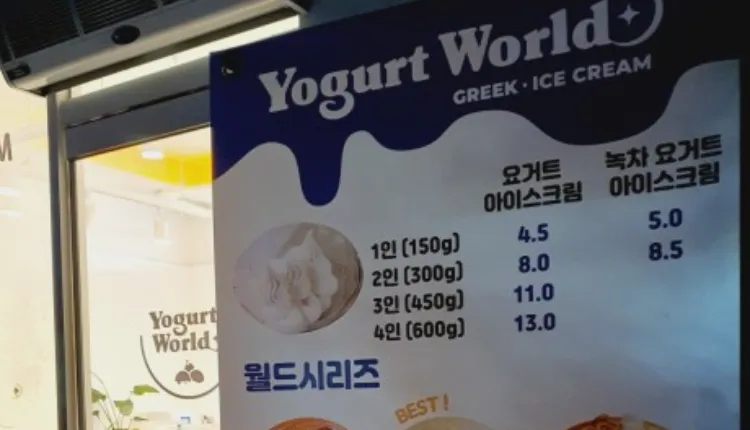 Yogurt World
GREEK · ICE CREAM
요거트 아이스크림
녹차 요거트 아이스크림
1인 (150g) 4.5 5.0
2인 (300g) 8.0 8.5
3인 (450g) 11.0
4인 (600g) 13.0
월드시리즈
BEST!
Yogurt
World
M